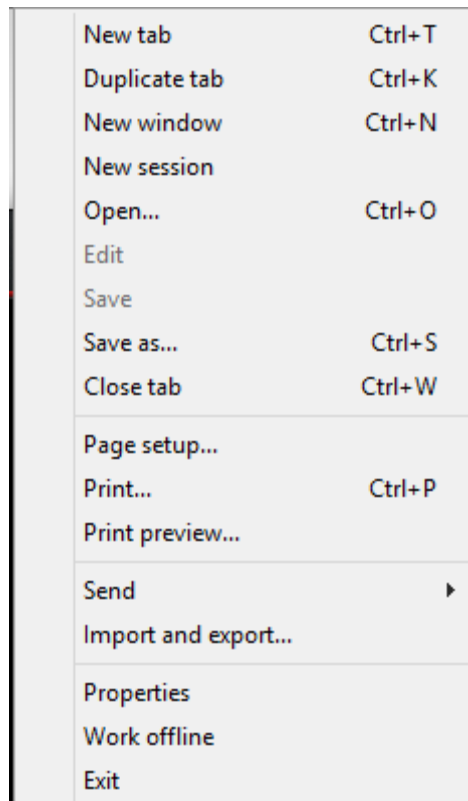 New tab Ctrl+T
Duplicate tab Ctrl+K
New window Ctrl+N
New session
Open... Ctrl+O
Edit
Save
Save as... Ctrl+S
Close tab Ctrl+W
Page setup...
Print... Ctrl+P
Print preview...
Send
Import and export...
Properties
Work offline
Exit